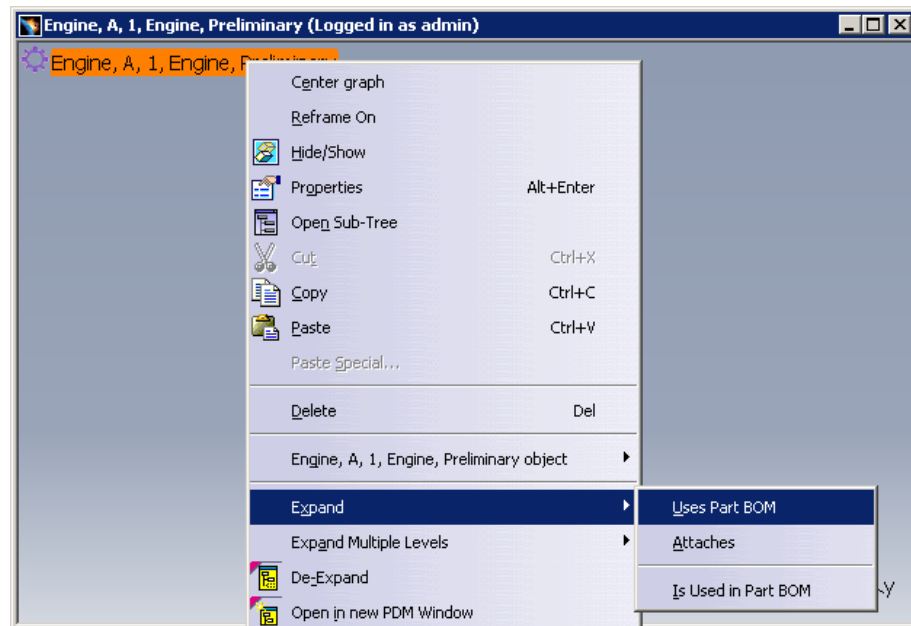 Engine, A, 1, Engine, Preliminary (Logged in as admin)
Engine, A, 1, Engine, Preliminary
Center graph
Reframe On
Hide/Show
Properties Alt+Enter
Open Sub-Tree
Cut Ctrl+X
Copy Ctrl+C
Paste Ctrl+V
Paste Special...
Delete Del
Engine, A, 1, Engine, Preliminary object
Expand
Uses Part BOM
Expand Multiple Levels
Attaches
De-Expand
Is Used in Part BOM
y
Open in new PDM Window